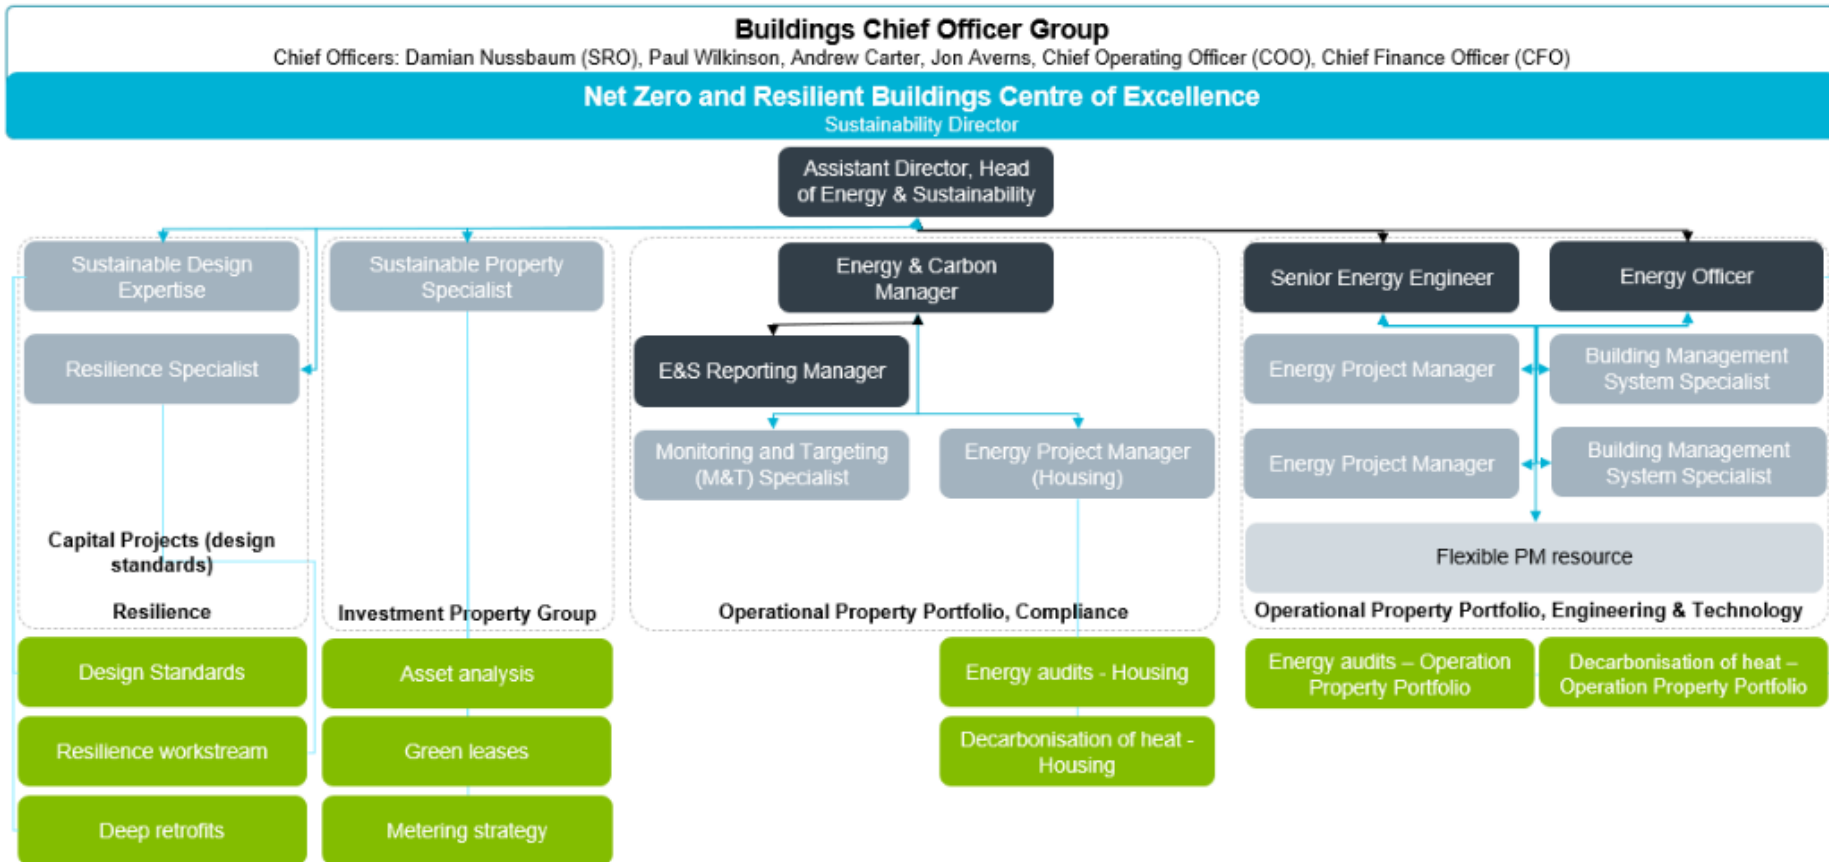 Buildings Chief Officer Group
Chief Officers: Damian Nussbaum (SRO), Paul Wilkinson, Andrew Carter, Jon Averns, Chief Operating Officer (COO), Chief Finance Officer (CFO)
Net Zero and Resilient Buildings Centre of Excellence
Sustainability Director
Assistant Director, Head
of Energy & Sustainability
Sustainable Design
Expertise
Resilience Specialist
Capital Projects (design
standards)
Resilience
Design Standards
Resilience workstream
Deep retrofits
Sustainable Property
Specialist
Investment Property Group
Asset analysis
Green leases
Metering strategy
Energy & Carbon
Manager
E&S Reporting Manager
Monitoring and Targeting
(M&T) Specialist
Energy Project Manager
(Housing)
Operational Property Portfolio, Compliance
Energy audits - Housing
Decarbonisation of heat -
Housing
Senior Energy Engineer
Energy Officer
Energy Project Manager
Building Management
System Specialist
Energy Project Manager
Building Management
System Specialist
Flexible PM resource
Operational Property Portfolio, Engineering & Technology
Energy audits – Operation
Property Portfolio
Decarbonisation of heat –
Operation Property Portfolio